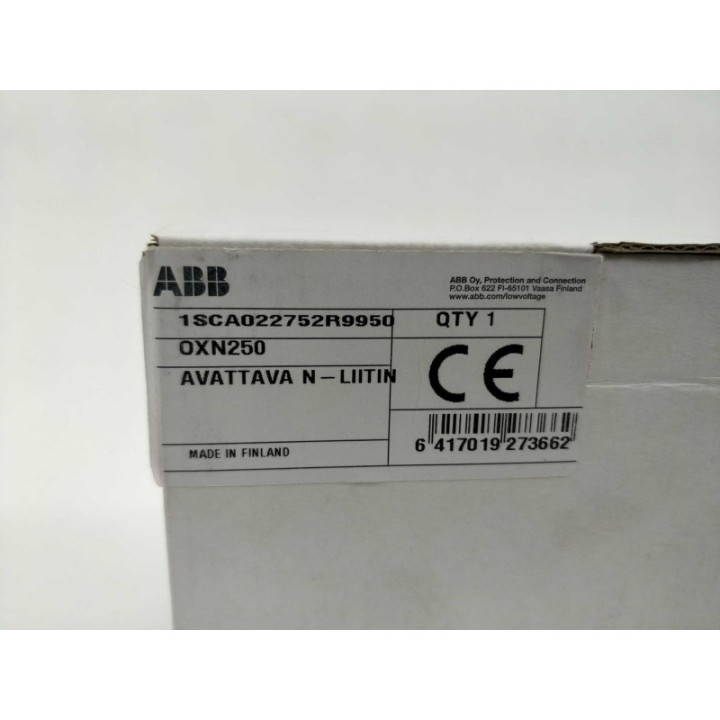 ABB
ABB Oy, Protection and Connection
P.O.Box 622 FI-65101 Vaasa Finland
www.abb.com/lowvoltage
1SCA022752R9950
QTY 1
OXN250
AVATTAVA N-LIITIN
CE
MADE IN FINLAND
6 417019 273662